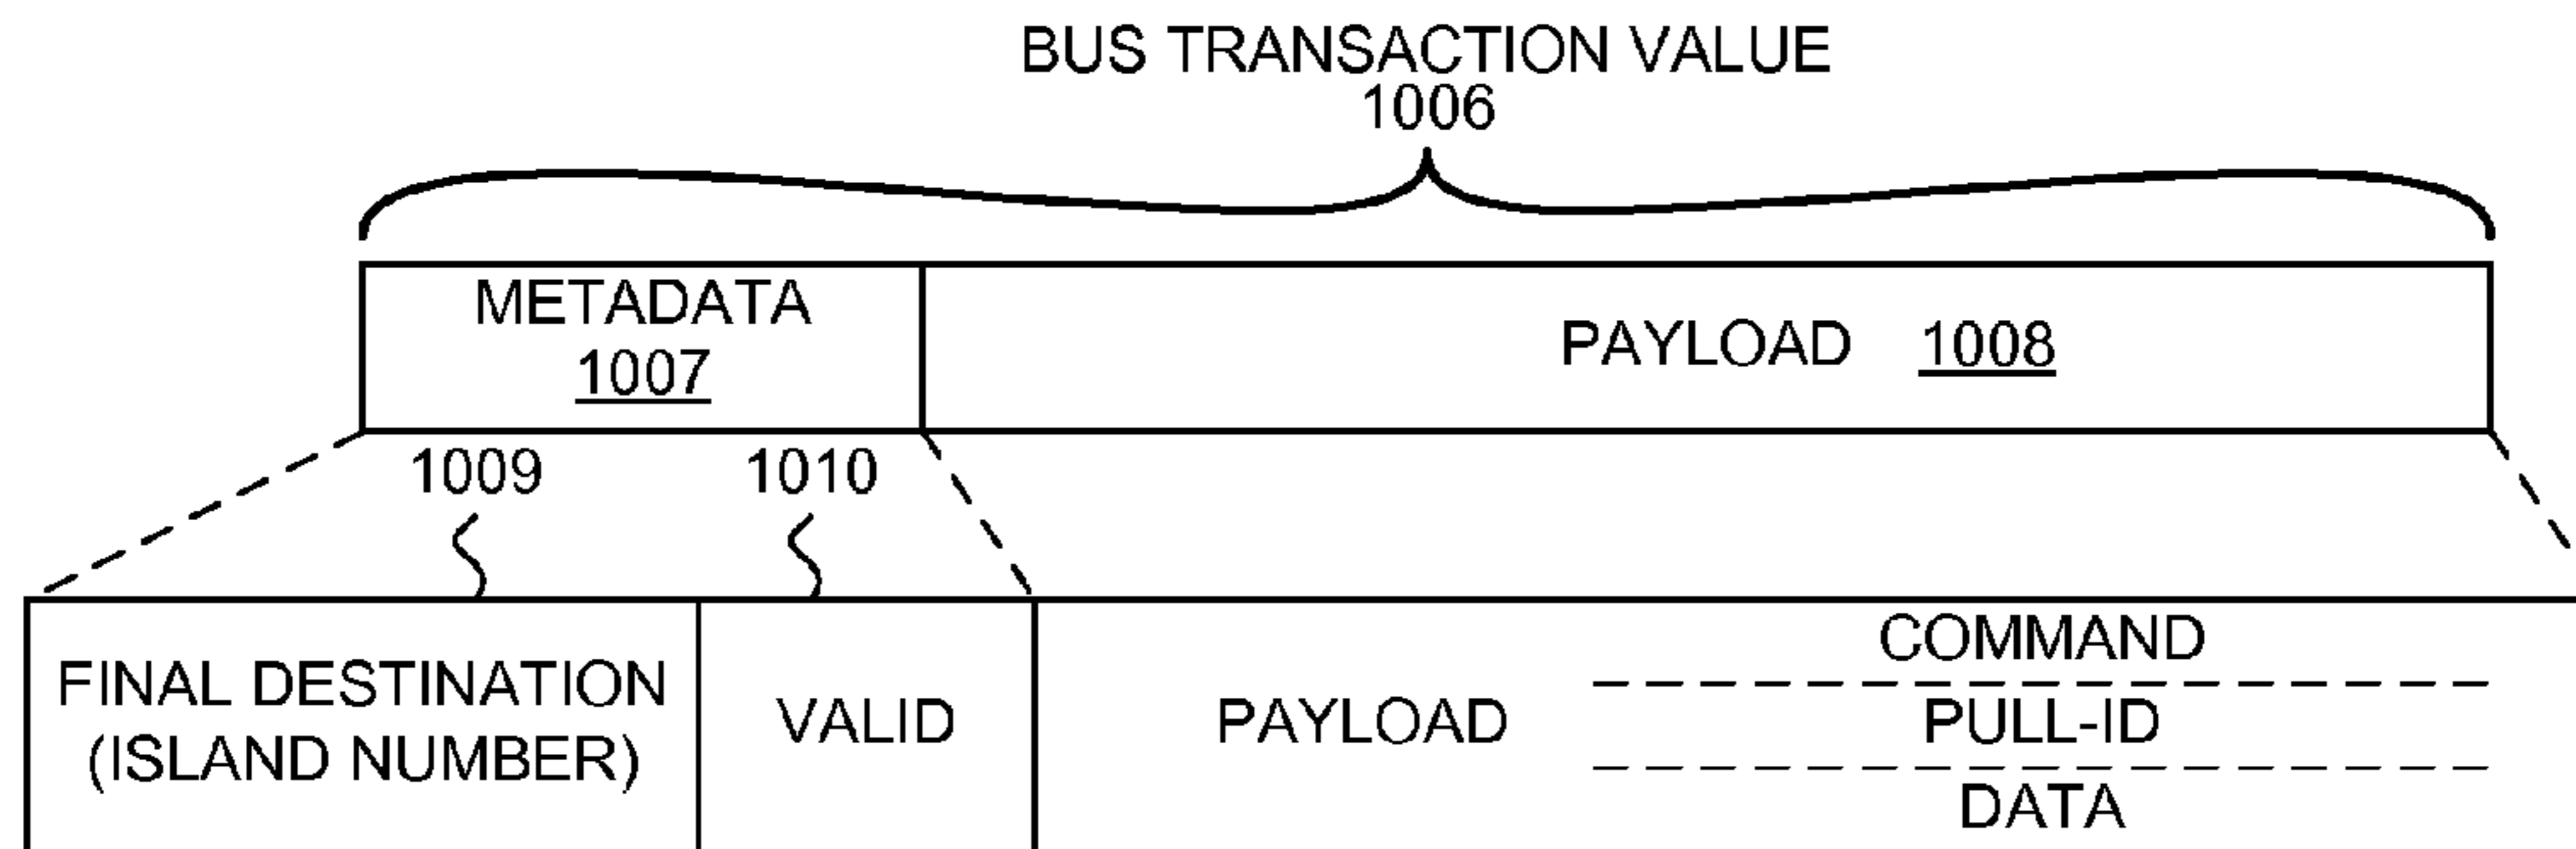 BUS TRANSACTION VALUE
1006
METADATA
1007
PAYLOAD 1008
1009
1010
FINAL DESTINATION
(ISLAND NUMBER)
VALID
PAYLOAD
COMMAND
PULL-ID
DATA